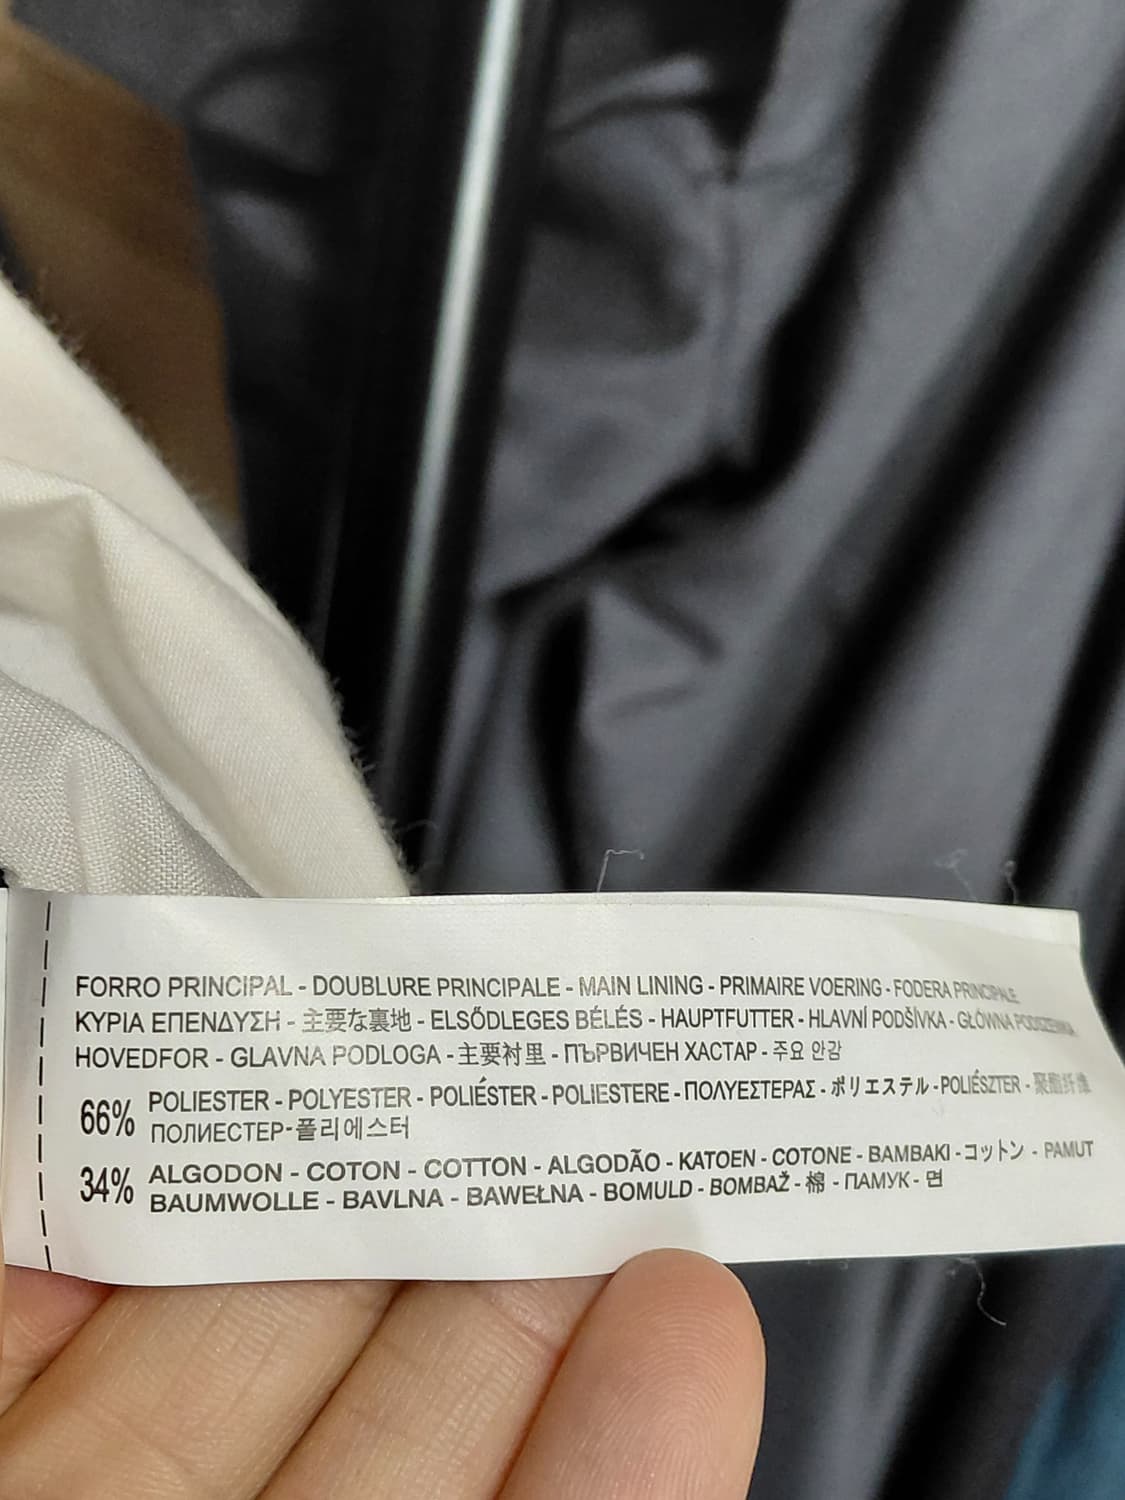 FORRO PRINCIPAL - DOUBLURE PRINCIPALE - MAIN LINING - PRIMAIRE VOERING - FODERA PRINCIPALE
ΚΥΡΙΑ ΕΠΕΝΔΥΣΗ - 主要な裏地 - ELSŐDLEGES BÉLÉS - HAUPTFUTTER - HLAVNÍ PODŠÍVKA - GŁÓWNA PODSZEWKA
HOVEDFOR - GLAVNA PODLOGA - 主要衬里 - ПЪРВИЧЕН ХАСТАР - 주요 안감
66% POLIESTER - POLYESTER - POLIÉSTER - POLIESTERE - ΠΟΛΥΕΣΤΕΡΑΣ - ポリエステル - POLIÉSZTER - 聚酯纤维
ПОЛИЕСТЕР-폴리에스터
34% ALGODON - COTON - COTTON - ALGODÃO - KATOEN - COTONE - BAMBAKI - コットン - PAMUT
BAUMWOLLE - BAVLNA - BAWEŁNA - BOMULD - BOMBAŽ - 棉 - ПАМУК - 면